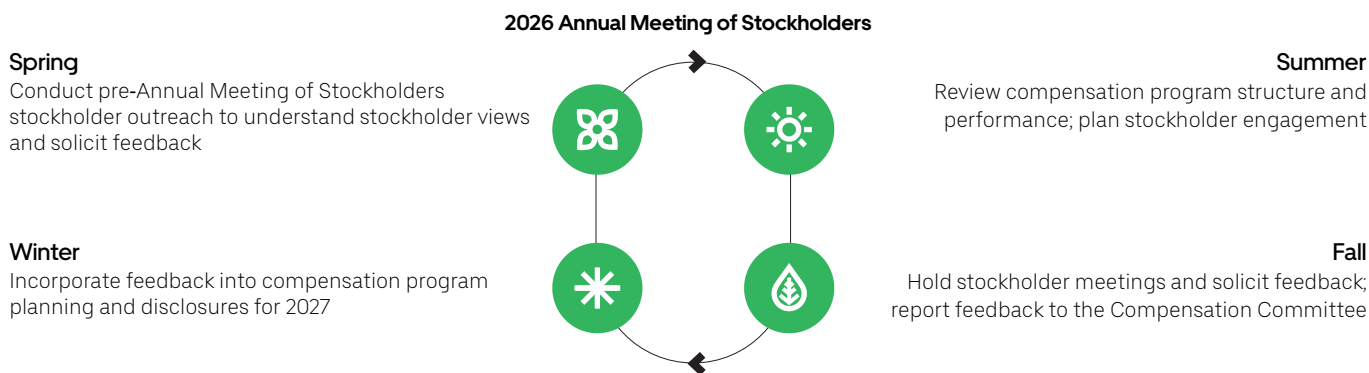 2026 Annual Meeting of Stockholders
Spring
Conduct pre-Annual Meeting of Stockholders
stockholder outreach to understand stockholder views
and solicit feedback
Summer
Review compensation program structure and
performance; plan stockholder engagement
Winter
Incorporate feedback into compensation program
planning and disclosures for 2027
Fall
Hold stockholder meetings and solicit feedback;
report feedback to the Compensation Committee